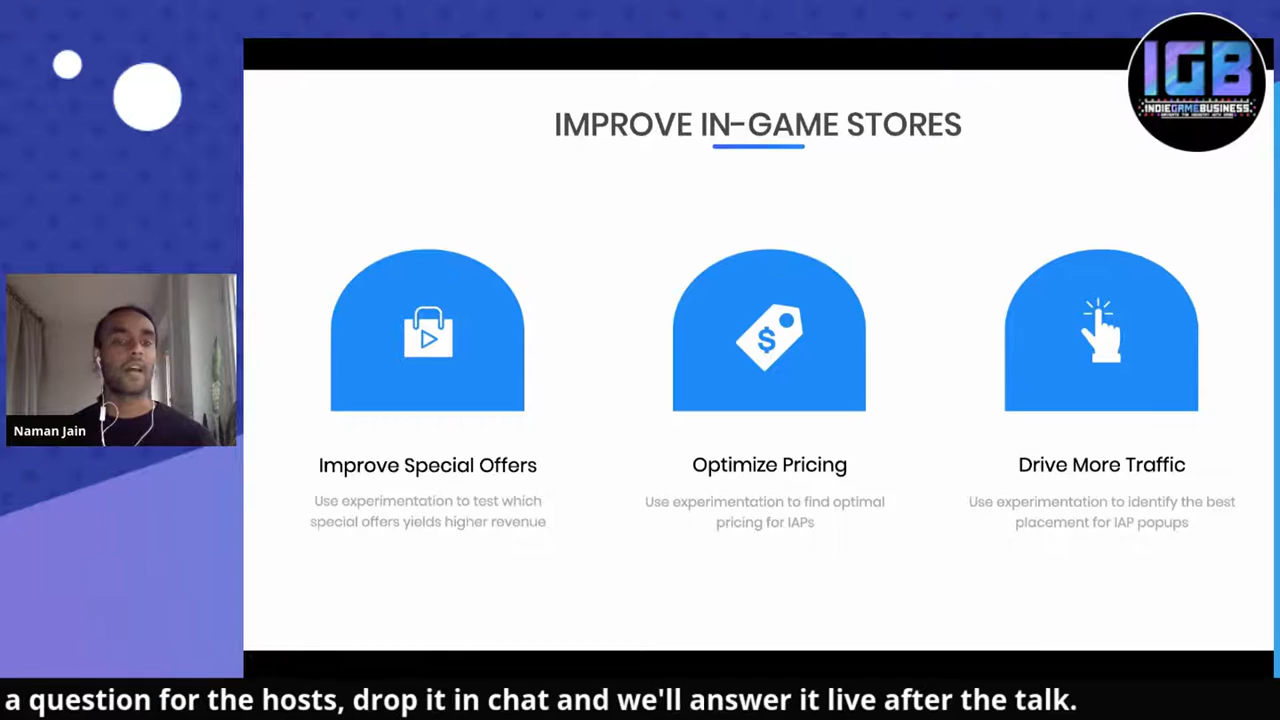 IGB
INDIEGAMEBUSINESS
IMPROVE IN-GAME STORES
$
Improve Special Offers
Use experimentation to test which
special offers yields higher revenue
Optimize Pricing
Use experimentation to find optimal
pricing for IAPs
Drive More Traffic
Use experimentation to identify the best
placement for IAP popups
Naman Jain
a question for the hosts, drop it in chat and we'll answer it live after the talk.